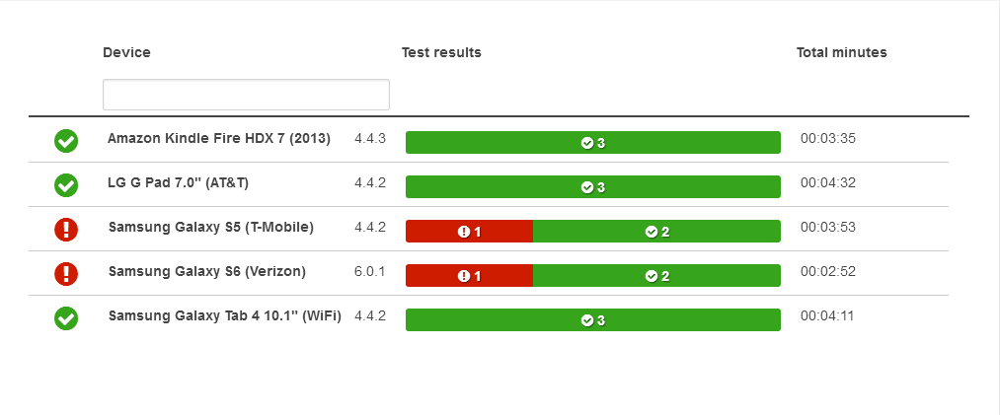 Device Test results Total minutes
Amazon Kindle Fire HDX 7 (2013) 4.4.3 3 00:03:35
LG G Pad 7.0" (AT&T) 4.4.2 3 00:04:32
Samsung Galaxy S5 (T-Mobile) 4.4.2 1 2 00:03:53
Samsung Galaxy S6 (Verizon) 6.0.1 1 2 00:02:52
Samsung Galaxy Tab 4 10.1" (WiFi) 4.4.2 3 00:04:11